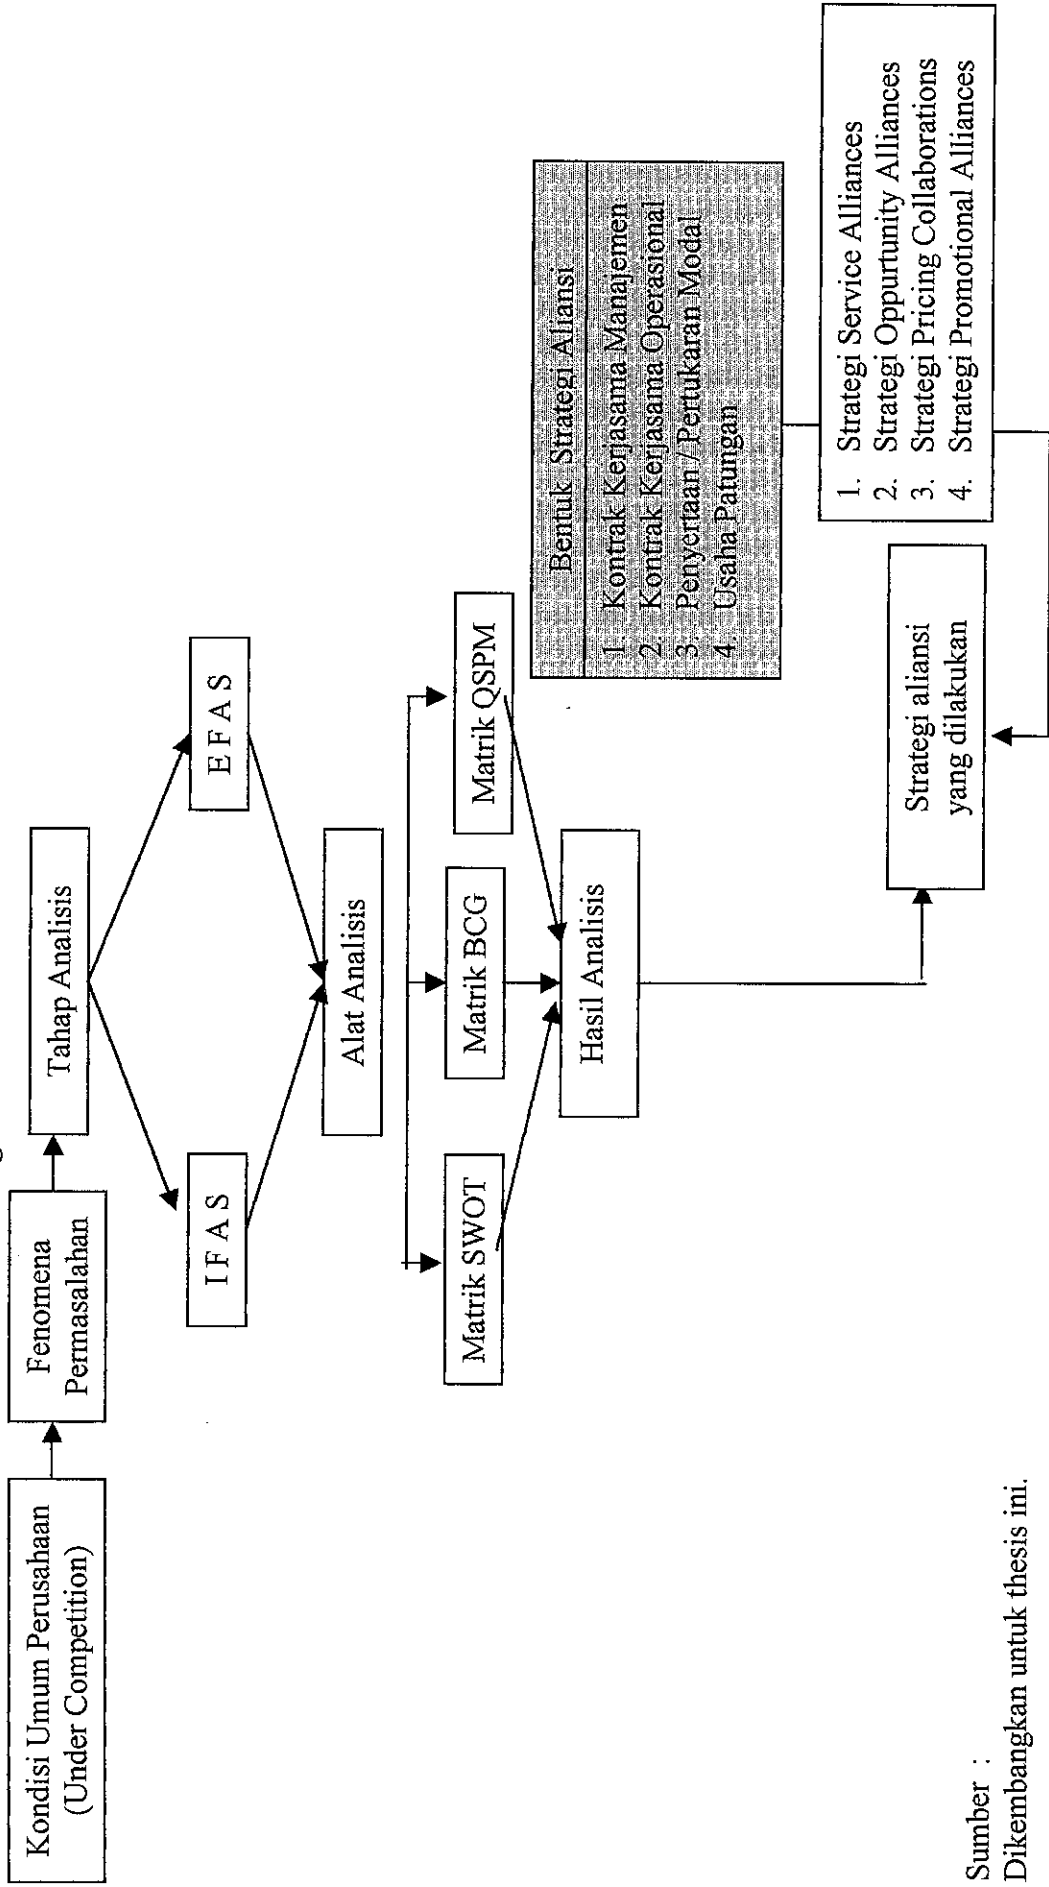 Kondisi Umum Perusahaan
(Under Competition)
Fenomena
Permasalahan
Tahap Analisis
I F A S
E F A S
Alat Analisis
Matrik SWOT
Matrik BCG
Matrik QSPM
Hasil Analisis
Bentuk Strategi Aliansi
1. Kontrak Kerjasama Manajemen
2. Kontrak Kerjasama Operasional
3. Penyertaan / Pertukaran Modal
4. Usaha Patungan
1. Strategi Service Alliances
2. Strategi Oppurtunity Alliances
3. Strategi Pricing Collaborations
4. Strategi Promotional Alliances
Strategi aliansi
yang dilakukan
Sumber :
Dikembangkan untuk thesis ini.